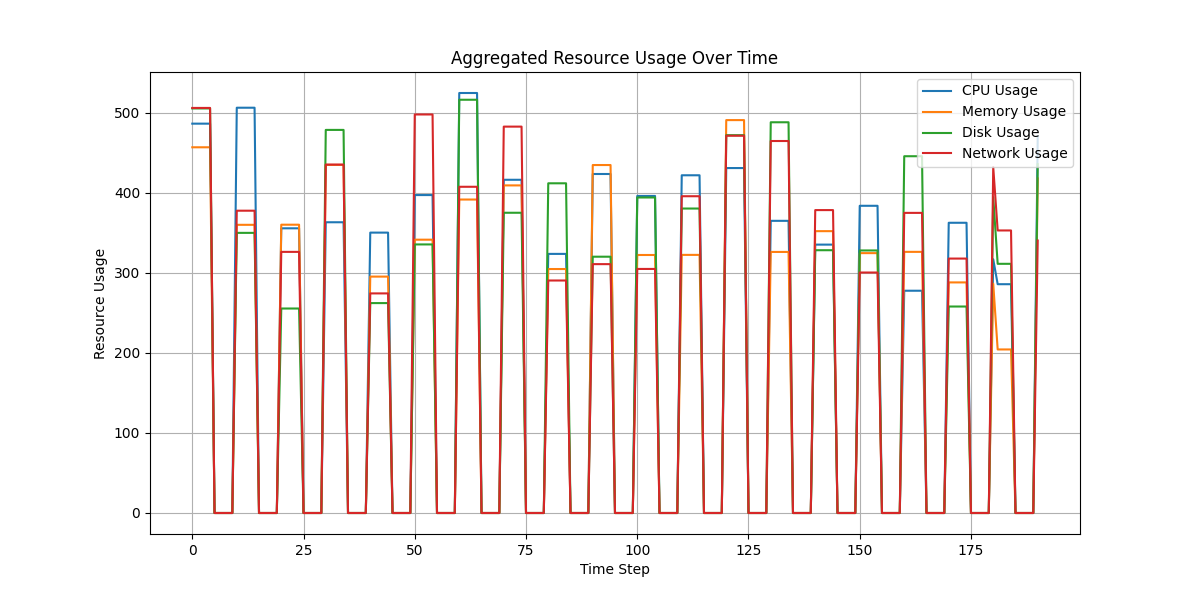 Aggregated Resource Usage Over Time
CPU Usage
Memory Usage
Disk Usage
Network Usage
Resource Usage
500
400
300
200
100
0
0
25
50
75
100
125
150
175
Time Step